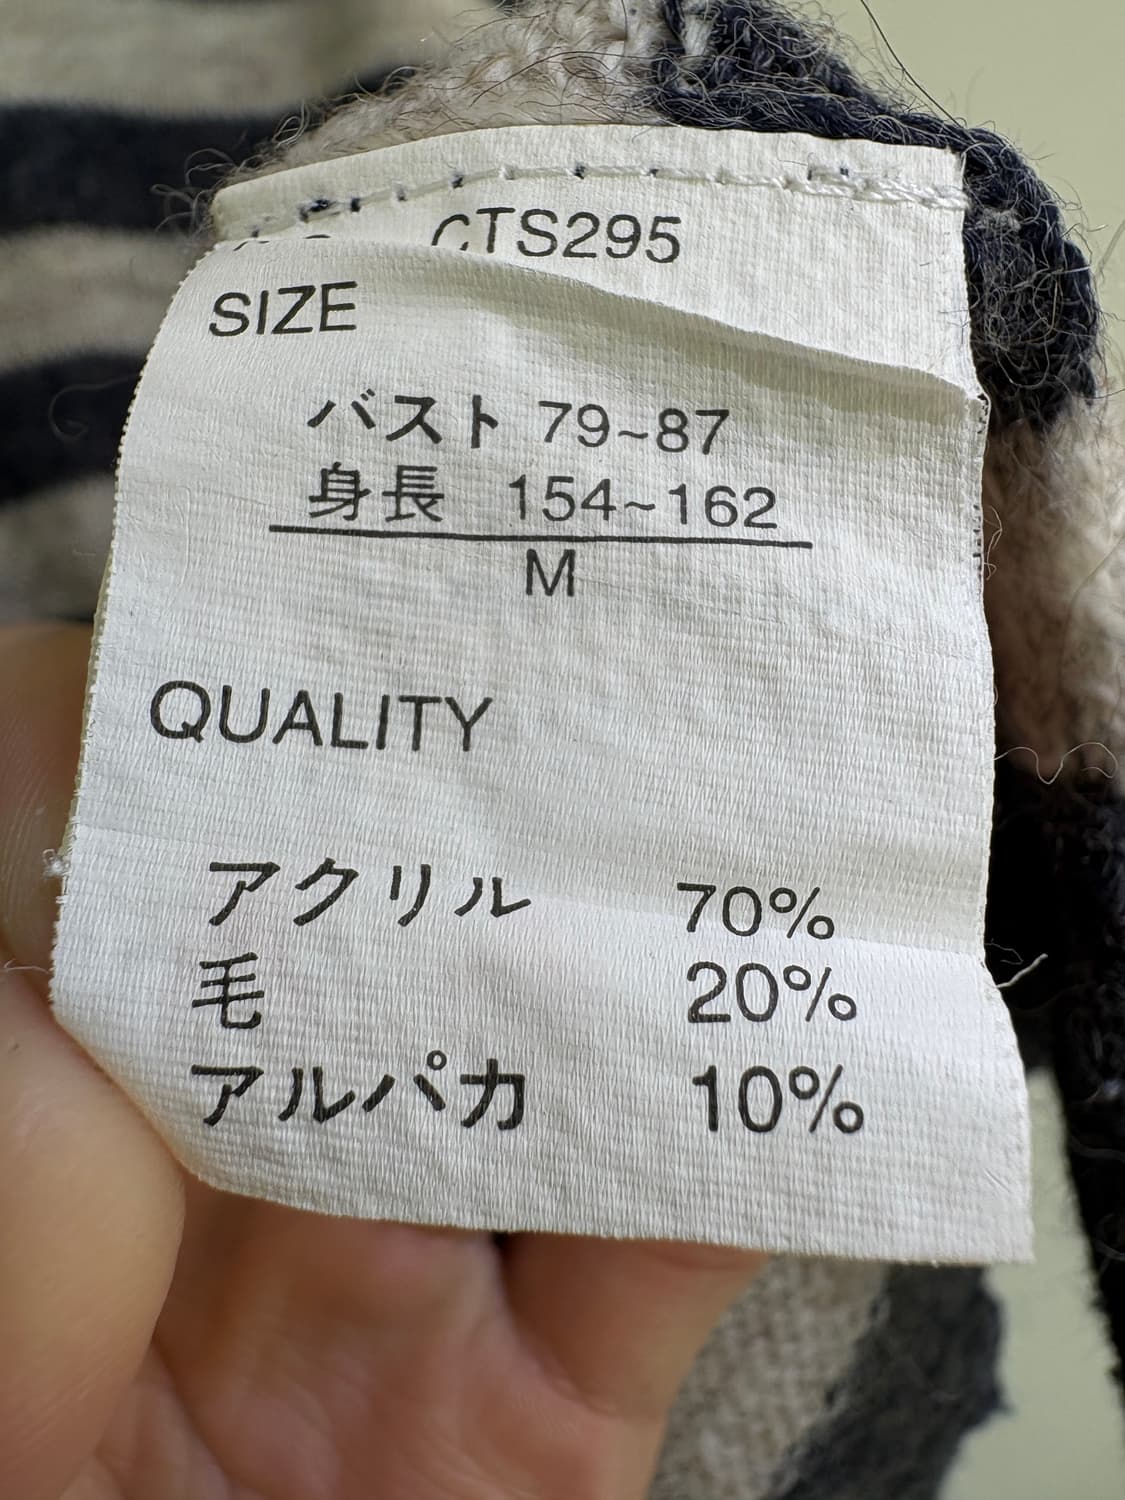 CTS295
SIZE
バスト 79~87
身長 154~162
M
QUALITY
アクリル 70%
毛 20%
アルパカ 10%